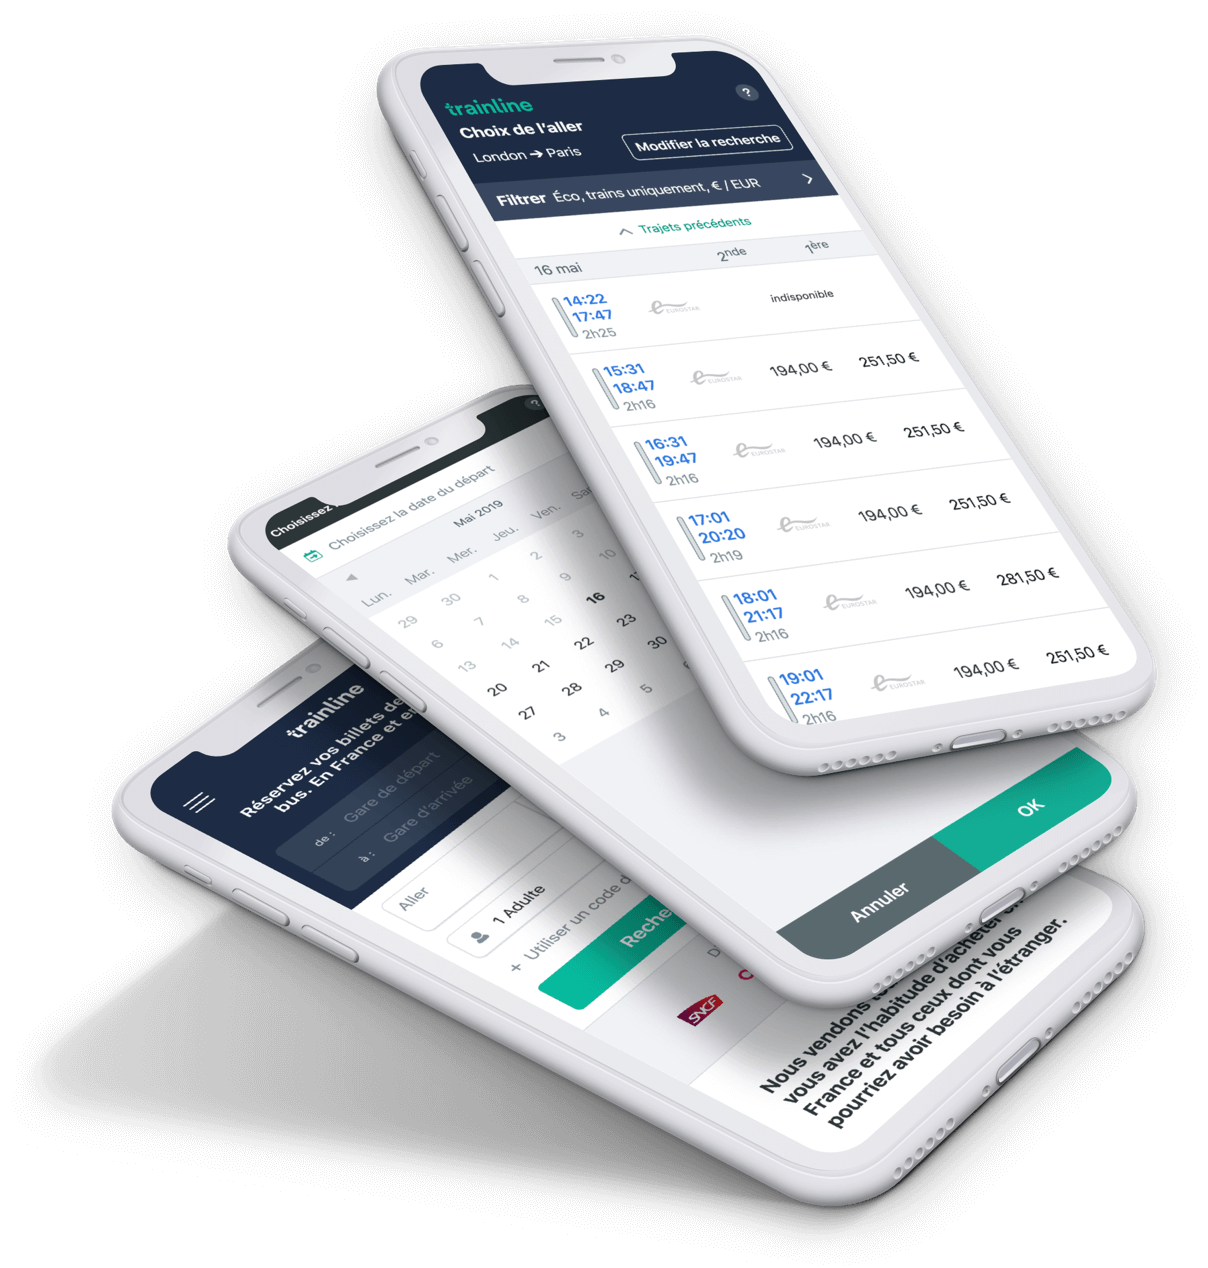 trainline
?
Choix de l'aller
London ➔ Paris
Modifier la recherche
Filtrer Éco, trains uniquement, € / EUR
Trajets précédents
16 mai 2nde 1ère
14:22
17:47
2h25
EUROSTAR
indisponible
15:31
18:47
2h16
EUROSTAR
194,00 € 251,50 €
16:31
19:47
2h16
EUROSTAR
194,00 € 251,50 €
17:01
20:20
2h19
EUROSTAR
194,00 € 251,50 €
18:01
21:17
2h16
EUROSTAR
194,00 € 281,50 €
19:01
22:17
2h16
EUROSTAR
194,00 € 251,50 €
?
Choisissez
Choisissez la date du départ
Mai 2019
Lun. Mar. Mer. Jeu. Ven.
29 30 1 2 3
6 7 8 9 10
13 14 15 16
20 21 22 23
27 28 29 30
3 4 5
Annuler OK
trainline
Réservez vos billets de
bus. En France et
de : Gare de départ
à : Gare d'arrivée
Aller
1 Adulte
+ Utiliser un code
SNCF
Nous vendons
vous avez l'habitude d'acheter en
France et tous ceux dont vous
pourriez avoir besoin à l'étranger.